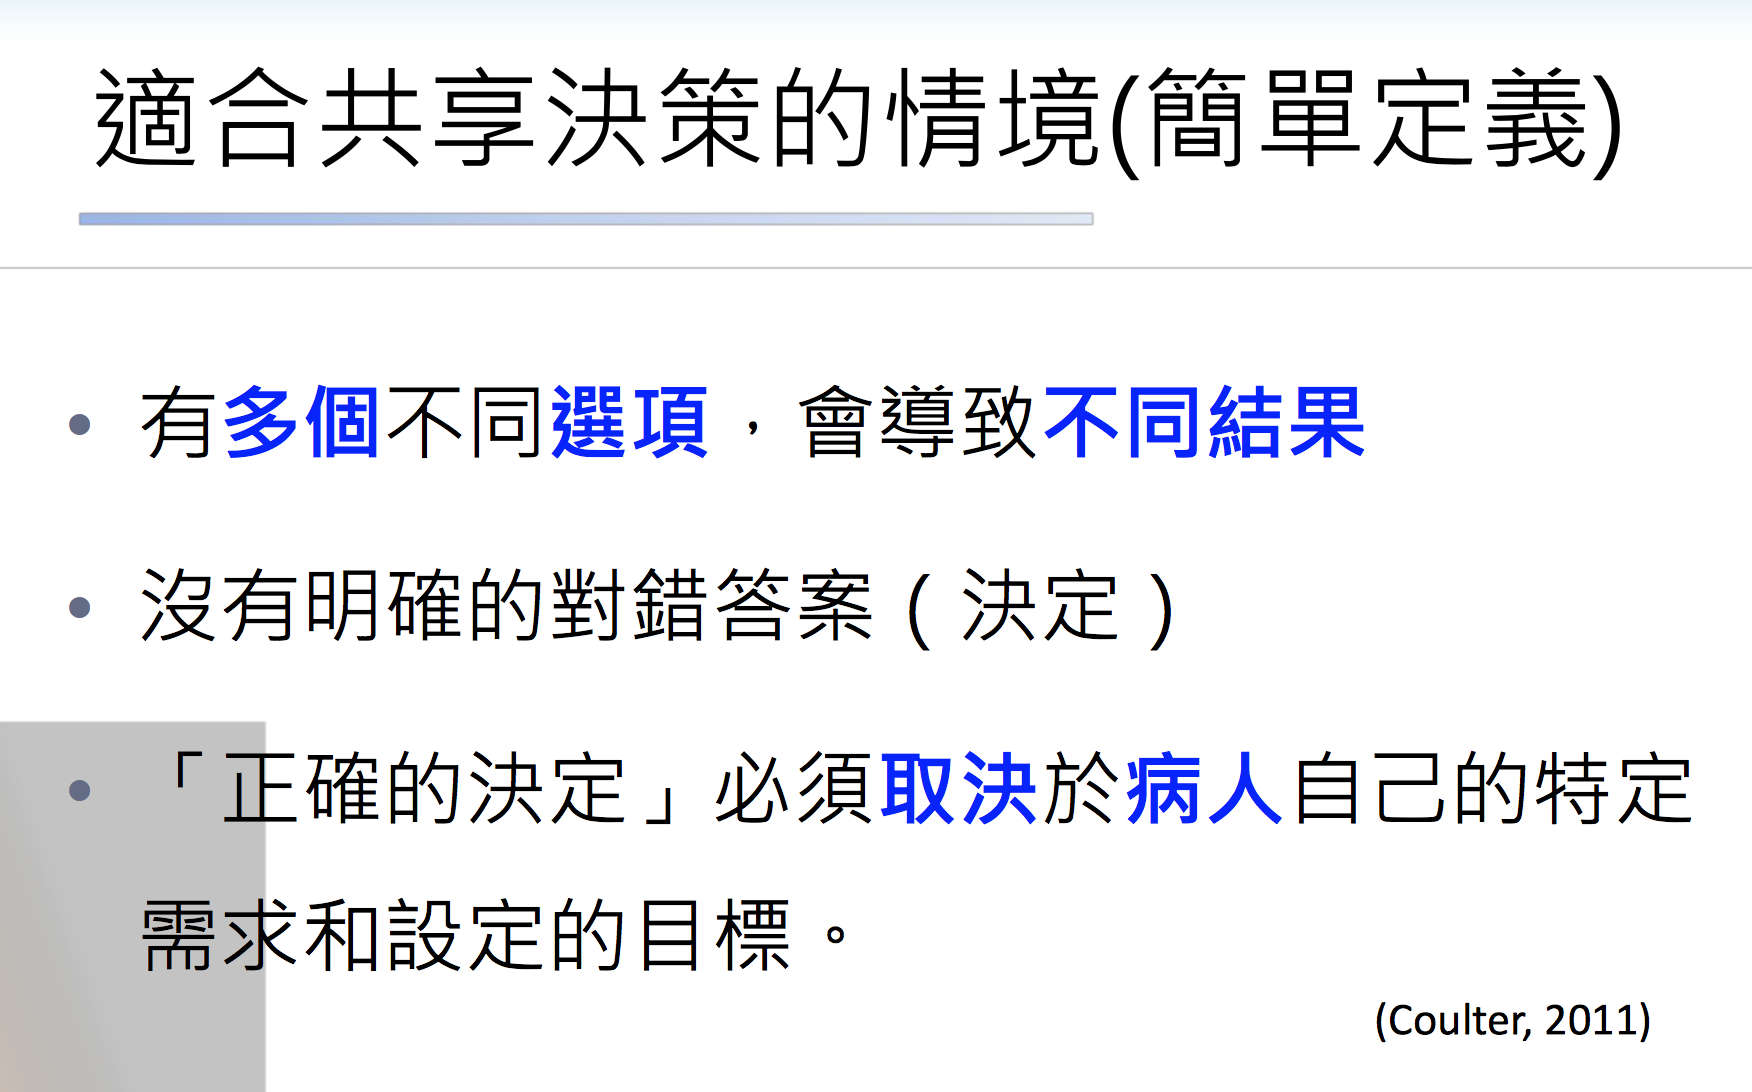 適合共享決策的情境(簡單定義)
• 有多個不同選項，會導致不同結果
• 沒有明確的對錯答案（決定）
• 「正確的決定」必須取決於病人自己的特定
需求和設定的目標。
(Coulter, 2011)